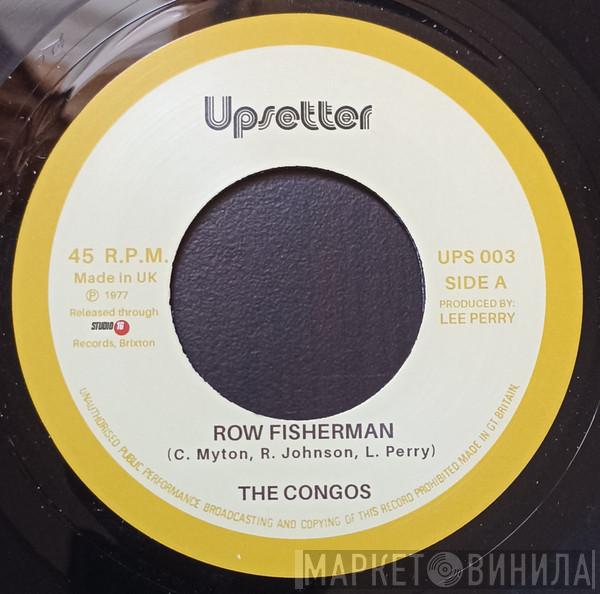 Upsetter
45 R.P.M.
Made in UK
℗ 1977
Released through
STUDIO 16
Records, Brixton
UPS 003
SIDE A
PRODUCED BY:
LEE PERRY
ROW FISHERMAN
(C. Myton, R. Johnson, L. Perry)
THE CONGOS
UNAUTHORISED PUBLIC PERFORMANCE BROADCASTING AND COPYING OF THIS RECORD PROHIBITED. MADE IN GT BRITAIN.
МАРКЕТ ВИНИЛА